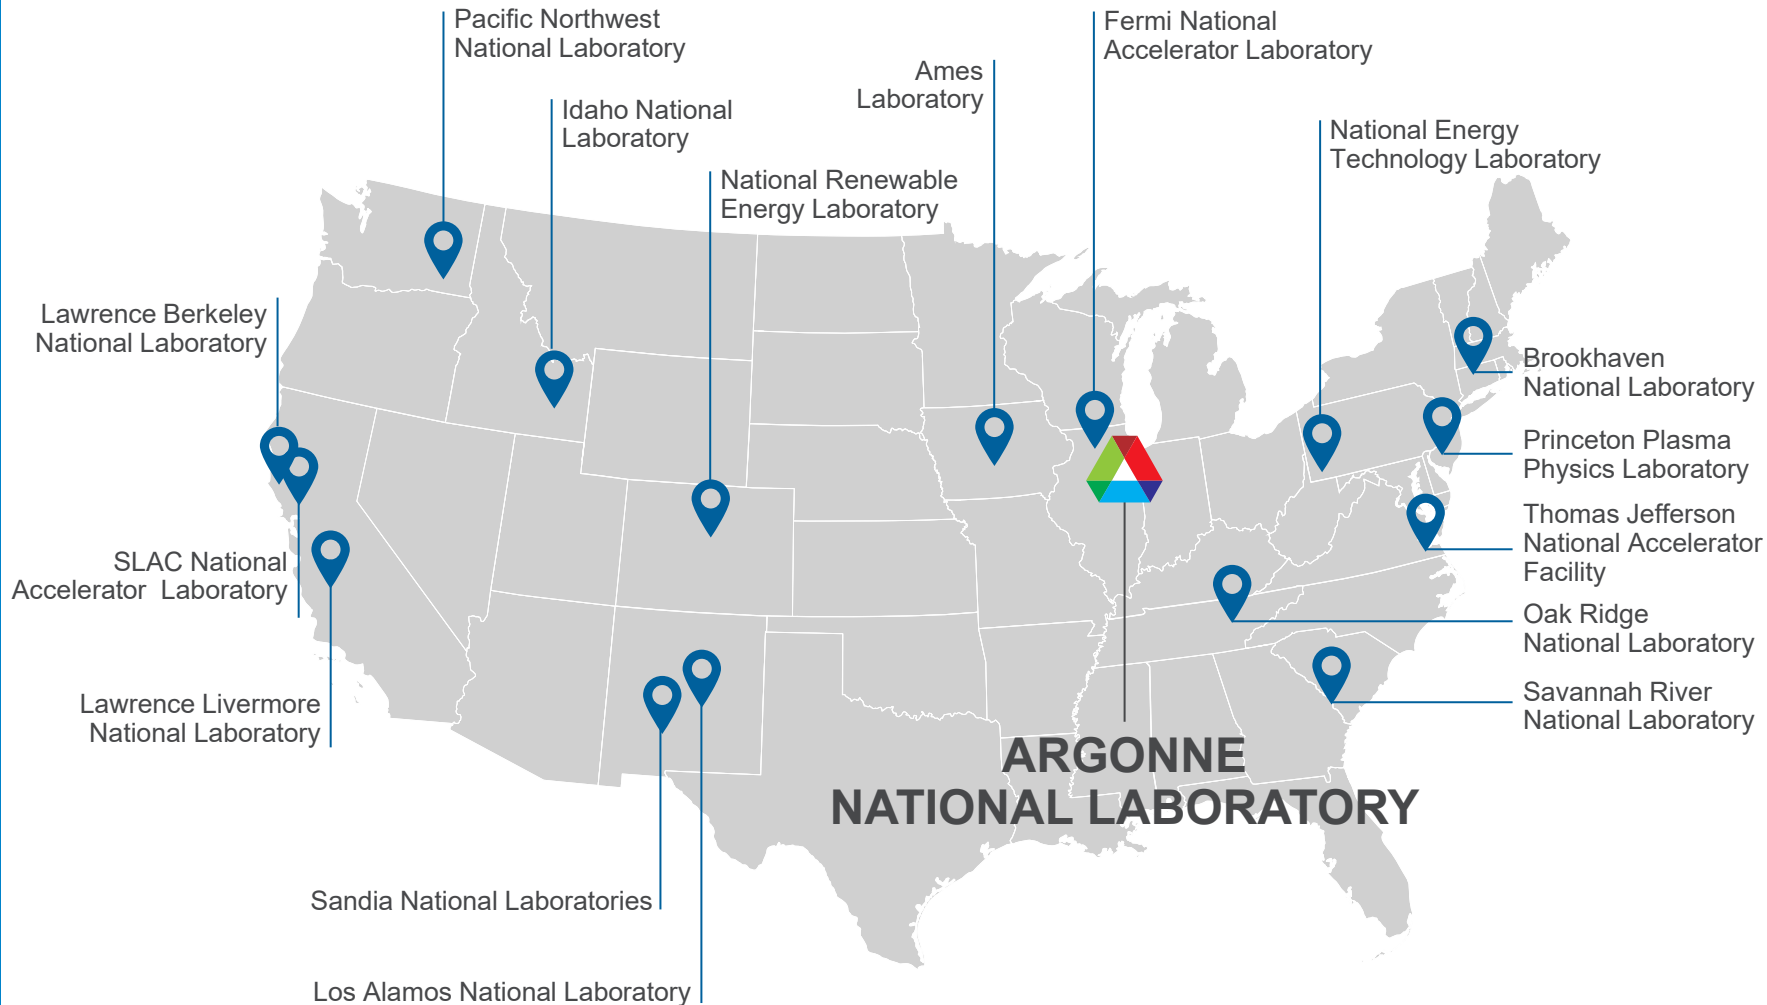 Pacific Northwest
National Laboratory
Fermi National
Accelerator Laboratory
Ames
Laboratory
Idaho National
Laboratory
National Energy
Technology Laboratory
National Renewable
Energy Laboratory
Lawrence Berkeley
National Laboratory
Brookhaven
National Laboratory
Princeton Plasma
Physics Laboratory
Thomas Jefferson
National Accelerator
Facility
SLAC National
Accelerator Laboratory
Oak Ridge
National Laboratory
Lawrence Livermore
National Laboratory
Savannah River
National Laboratory
ARGONNE
NATIONAL LABORATORY
Sandia National Laboratories
Los Alamos National Laboratory